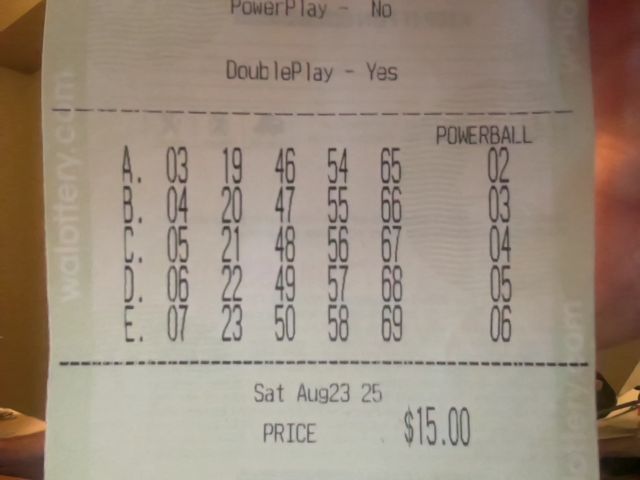 PowerPlay - No
DoublePlay - Yes
POWERBALL
A. 03 19 46 54 65 02
B. 04 20 47 55 66 03
C. 05 21 48 56 67 04
D. 06 22 49 57 68 05
E. 07 23 50 58 69 06
Sat Aug23 25
PRICE $15.00
walottery.com